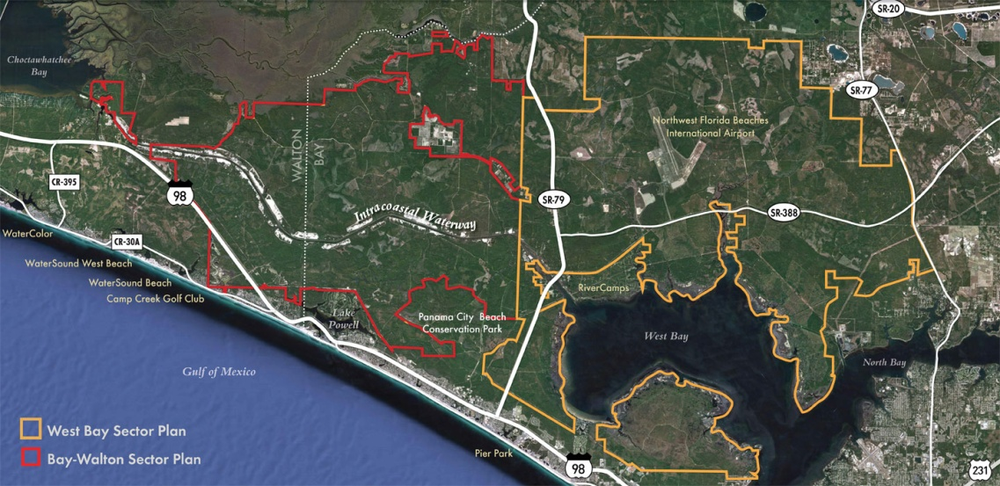 SR-20
Choctawhatchee
Bay
SR-77
Northwest Florida Beaches
International Airport
WALTON
BAY
CR-395
98
SR-79
SR-388
Intracoastal Waterway
WaterColor
CR-30A
WaterSound West Beach
WaterSound Beach
Camp Creek Golf Club
RiverCamps
Lake
Powell
Panama City Beach
Conservation Park
West Bay
North Bay
Gulf of Mexico
West Bay Sector Plan
Bay-Walton Sector Plan
Pier Park
98
231